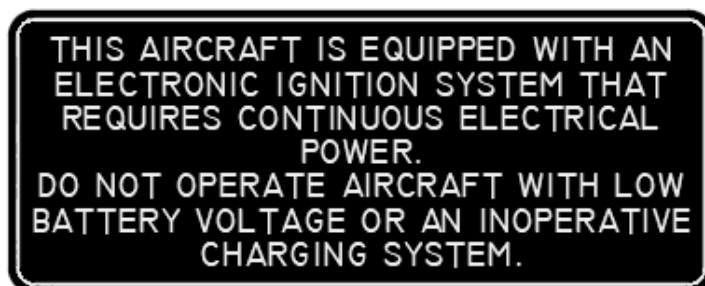 THIS AIRCRAFT IS EQUIPPED WITH AN
ELECTRONIC IGNITION SYSTEM THAT
REQUIRES CONTINUOUS ELECTRICAL
POWER.
DO NOT OPERATE AIRCRAFT WITH LOW
BATTERY VOLTAGE OR AN INOPERATIVE
CHARGING SYSTEM.